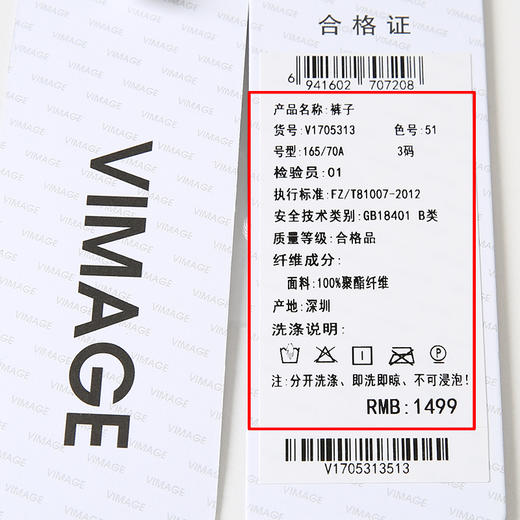 VIMAGE
合格证
6 941602 707208
产品名称:裤子
货号:V1705313 色号:51
号型:165/70A 3码
检验员:01
执行标准:FZ/T81007-2012
安全技术类别:GB18401 B类
质量等级:合格品
纤维成分:
面料:100%聚酯纤维
产地:深圳
洗涤说明:
注:分开洗涤、即洗即晾、不可浸泡!
RMB:1499
V1705313513